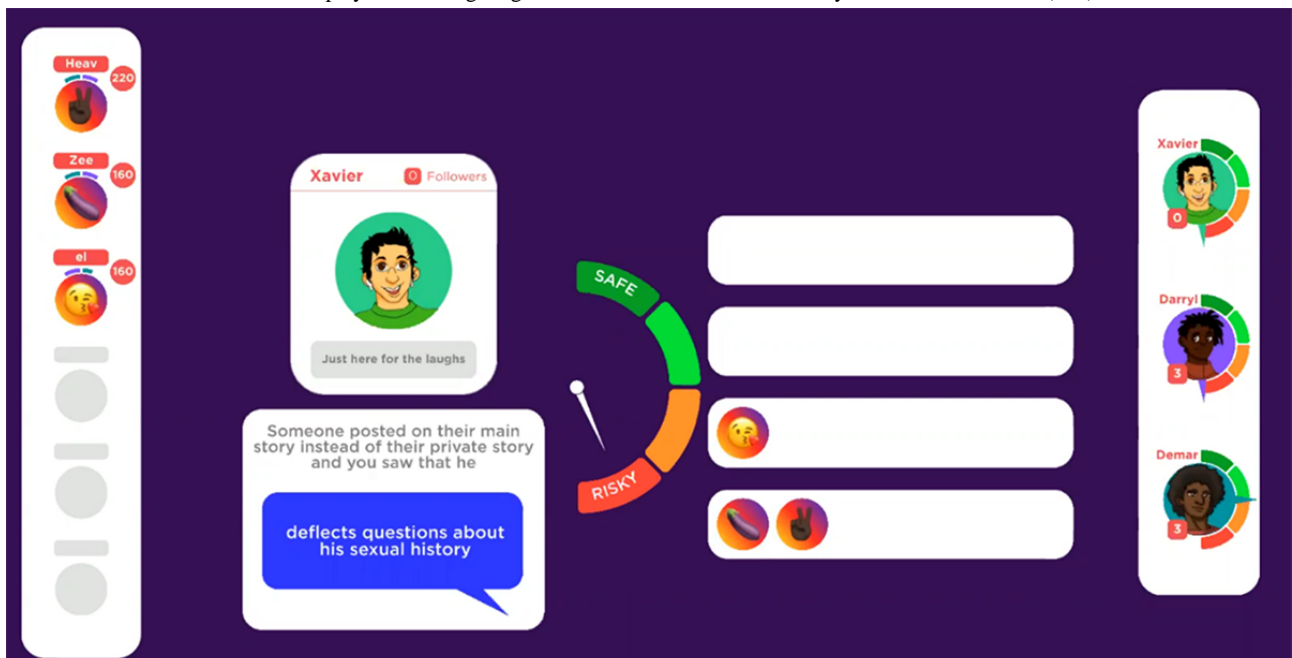 Heav
220
Zee
160
el
160
Xavier
0 Followers
Just here for the laughs
Someone posted on their main
story instead of their private story
and you saw that he
deflects questions about
his sexual history
SAFE
RISKY
Xavier
0
Darryl
3
Demar
3